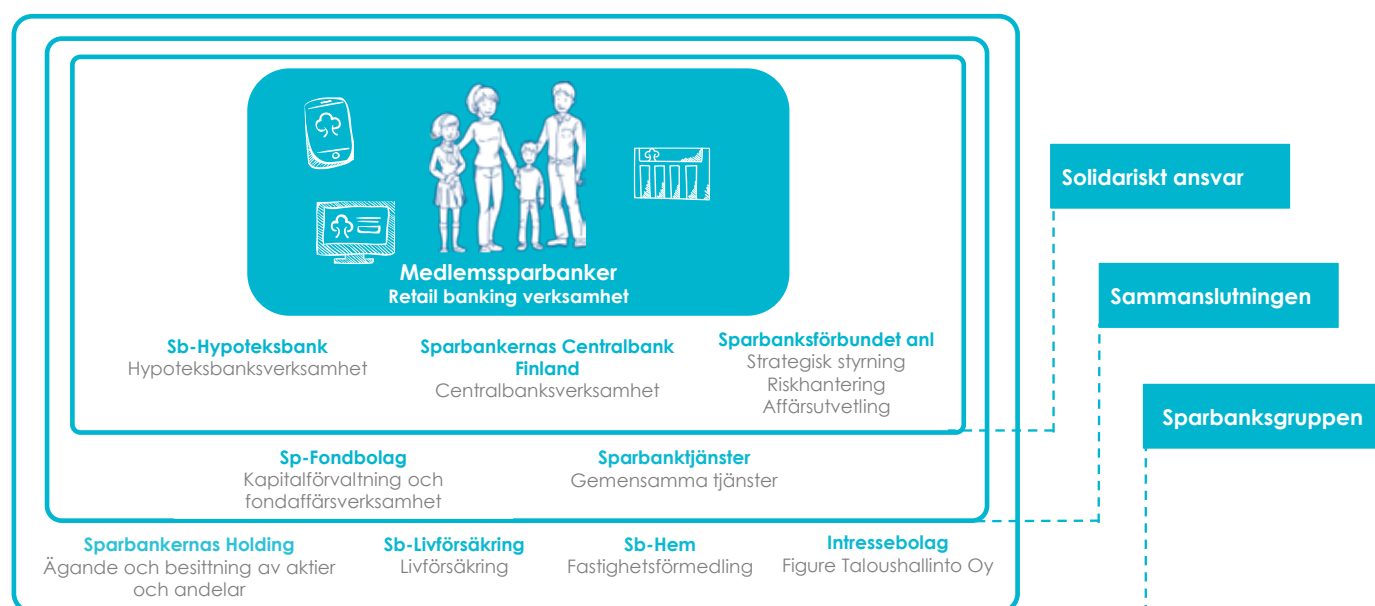 Medlemssparbanker
Retail banking verksamhet
Sb-Hypoteksbank
Hypoteksbanksverksamhet
Sparbankernas Centralbank
Finland
Centralbanksverksamhet
Sparbanksförbundet anl
Strategisk styrning
Riskhantering
Affärsutvetling
Sp-Fondbolag
Kapitalförvaltning och
fondaffärsverksamhet
Sparbanktjänster
Gemensamma tjänster
Sparbankernas Holding
Ägande och besittning av aktier
och andelar
Sb-Livförsäkring
Livförsäkring
Sb-Hem
Fastighetsförmedling
Intressebolag
Figure Taloushallinto Oy
Solidariskt ansvar
Sammanslutningen
Sparbanksgruppen